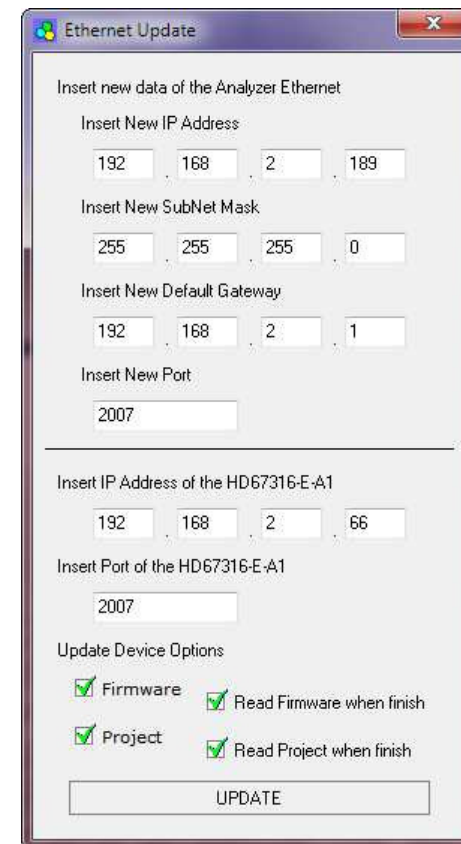 Ethernet Update
Insert new data of the Analyzer Ethernet
Insert New IP Address
192 . 168 . 2 . 189
Insert New SubNet Mask
255 . 255 . 255 . 0
Insert New Default Gateway
192 . 168 . 2 . 1
Insert New Port
2007
Insert IP Address of the HD67316-E-A1
192 . 168 . 2 . 66
Insert Port of the HD67316-E-A1
2007
Update Device Options
Firmware Read Firmware when finish
Project Read Project when finish
UPDATE